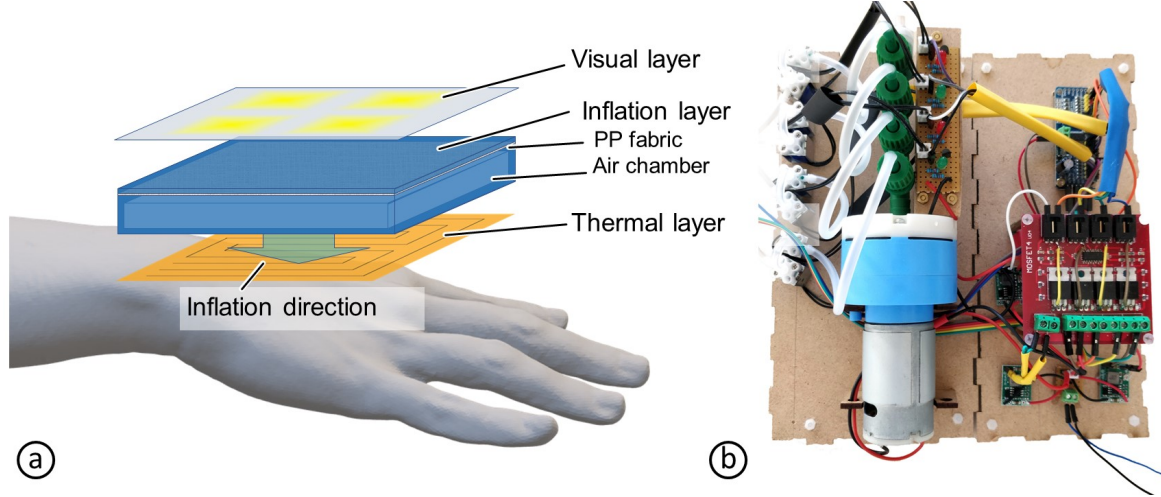 Visual layer
Inflation layer
PP fabric
Air chamber
Thermal layer
Inflation direction
a
b
MOSFET4